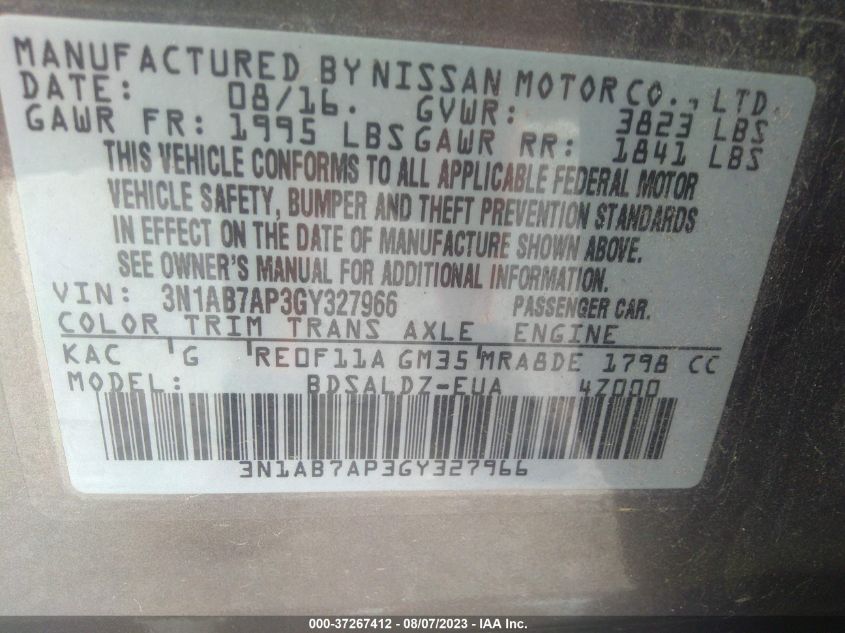 MANUFACTURED BY NISSAN MOTOR CO., LTD.
DATE: 08/16. GVWR: 3823 LBS
GAWR FR: 1995 LBS GAWR RR: 1841 LBS
THIS VEHICLE CONFORMS TO ALL APPLICABLE FEDERAL MOTOR
VEHICLE SAFETY, BUMPER AND THEFT PREVENTION STANDARDS
IN EFFECT ON THE DATE OF MANUFACTURE SHOWN ABOVE.
SEE OWNER'S MANUAL FOR ADDITIONAL INFORMATION.
VIN: 3N1AB7AP3GY327966 PASSENGER CAR.
COLOR TRIM TRANS AXLE ENGINE
KAC 'G 'RE0F11A GM35'MRA8DE 1798 CC
MODEL: BDSALDZ-EUA 4Z000
3N1AB7AP3GY327966
000-37267412 - 08/07/2023 - IAA Inc.